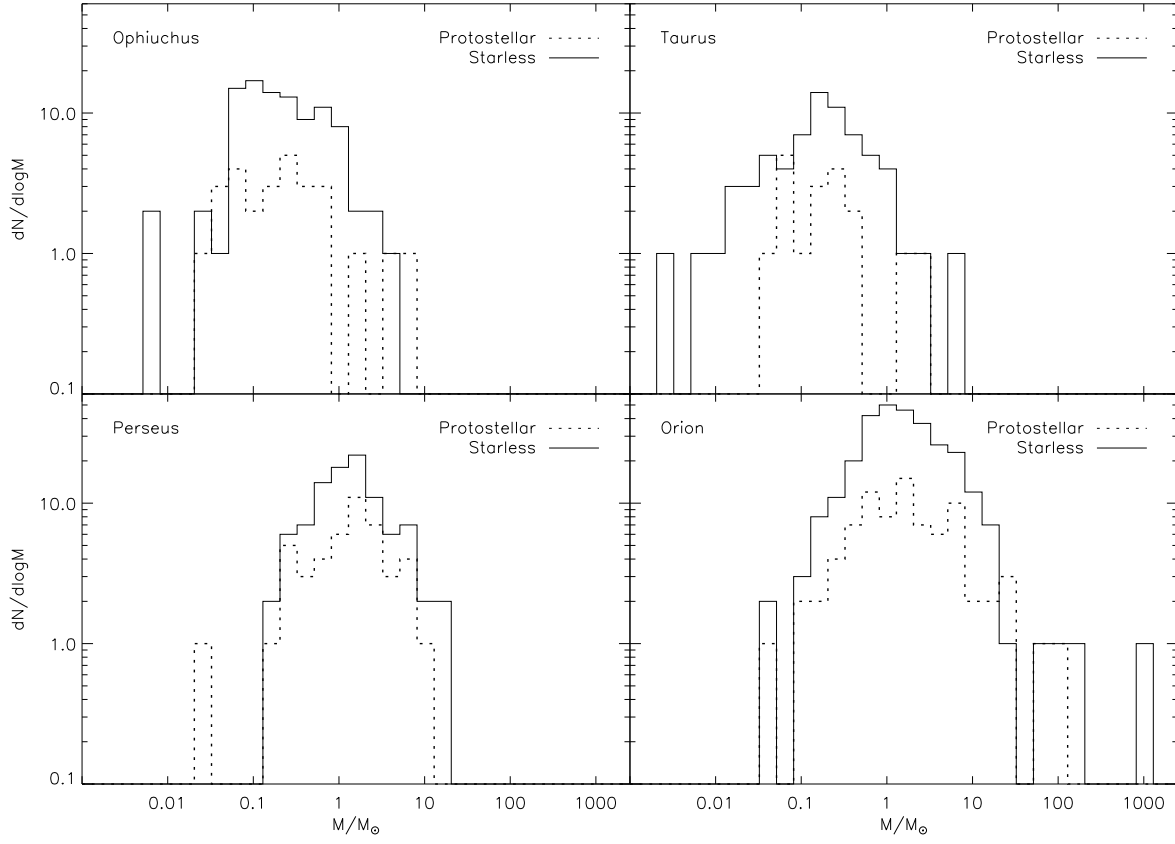 Ophiuchus
Protostellar
Starless
Taurus
Protostellar
Starless
dN/dlogM
10.0
1.0
0.1
Perseus
Protostellar
Starless
Orion
Protostellar
Starless
dN/dlogM
10.0
1.0
0.1
0.01 0.1 1 10 100 1000
0.01 0.1 1 10 100 1000
M/M☉
M/M☉